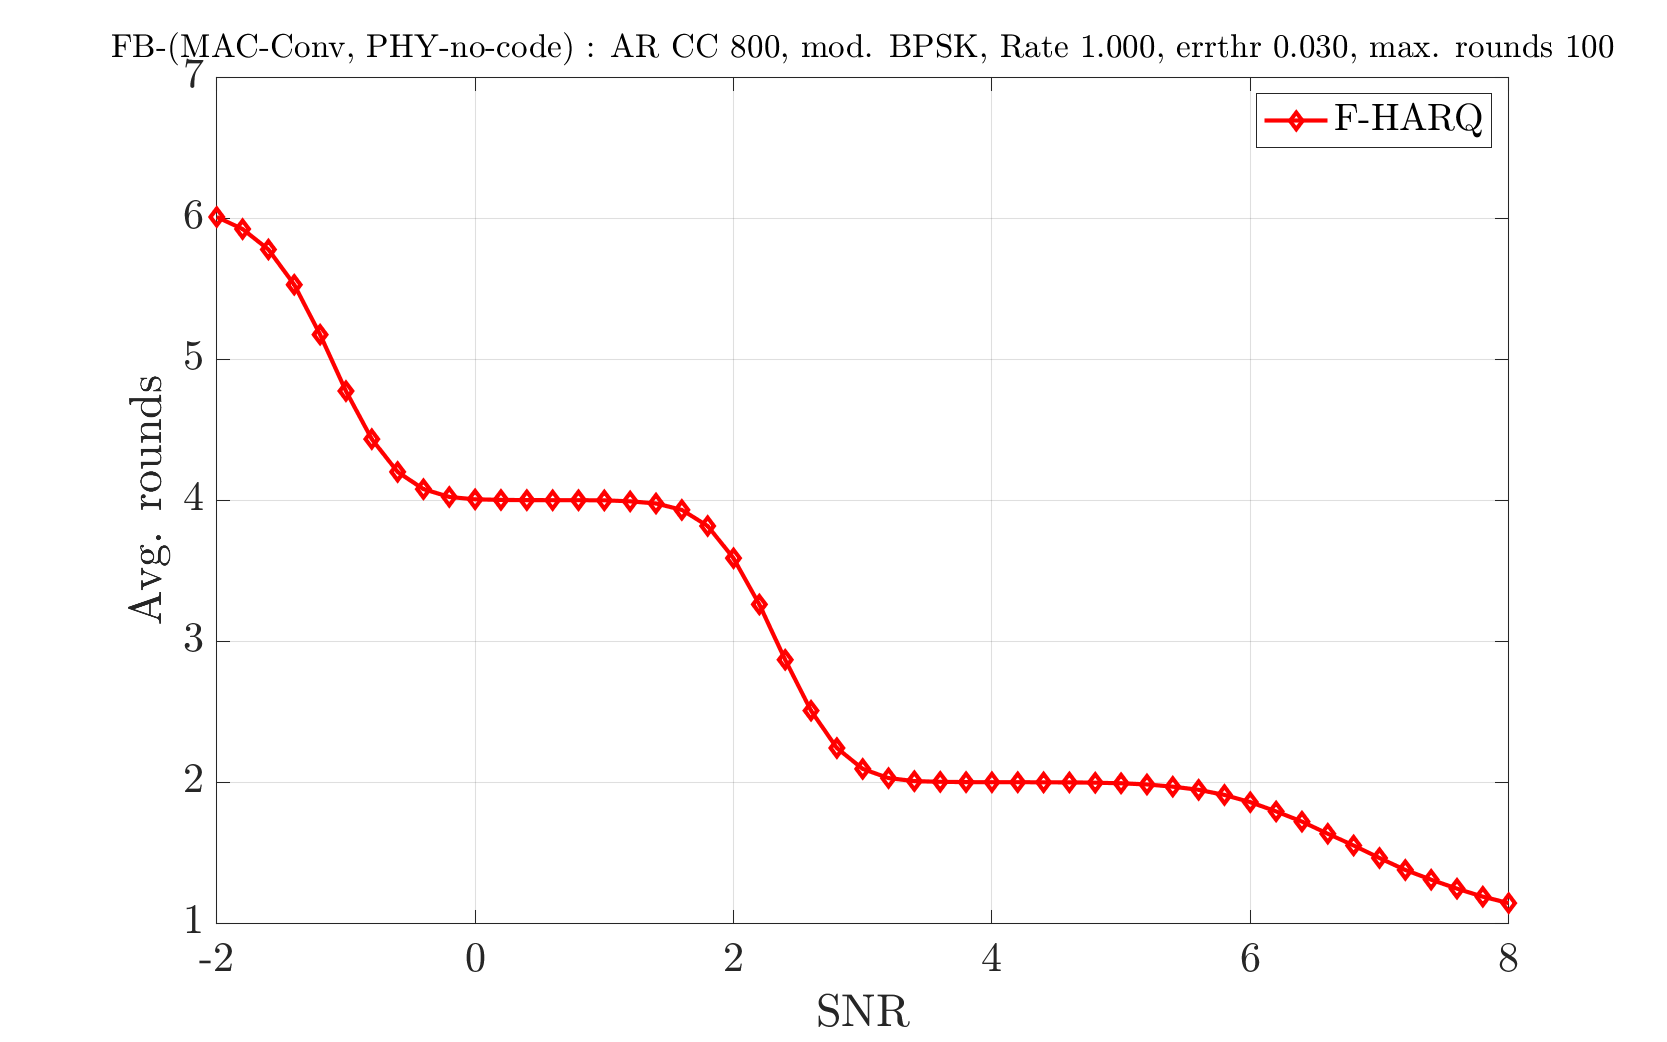 FB-(MAC-Conv, PHY-no-code) : AR CC 800, mod. BPSK, Rate 1.000, errthr 0.030, max. rounds 100
F-HARQ
7
6
5
4
3
2
1
Avg. rounds
-2 0 2 4 6 8
SNR